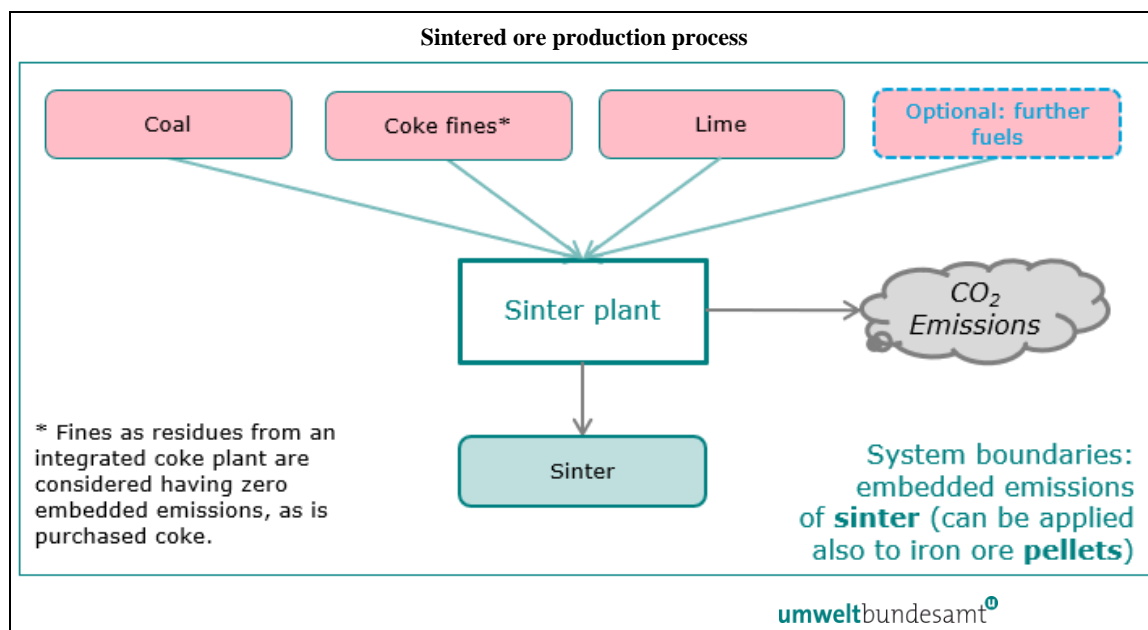 Sintered ore production process
Coal
Coke fines*
Lime
Optional: further
fuels
Sinter plant
CO₂
Emissions
* Fines as residues from an
integrated coke plant are
considered having zero
embedded emissions, as is
purchased coke.
Sinter
System boundaries:
embedded emissions
of sinter (can be applied
also to iron ore pellets)
umweltbundesamt u